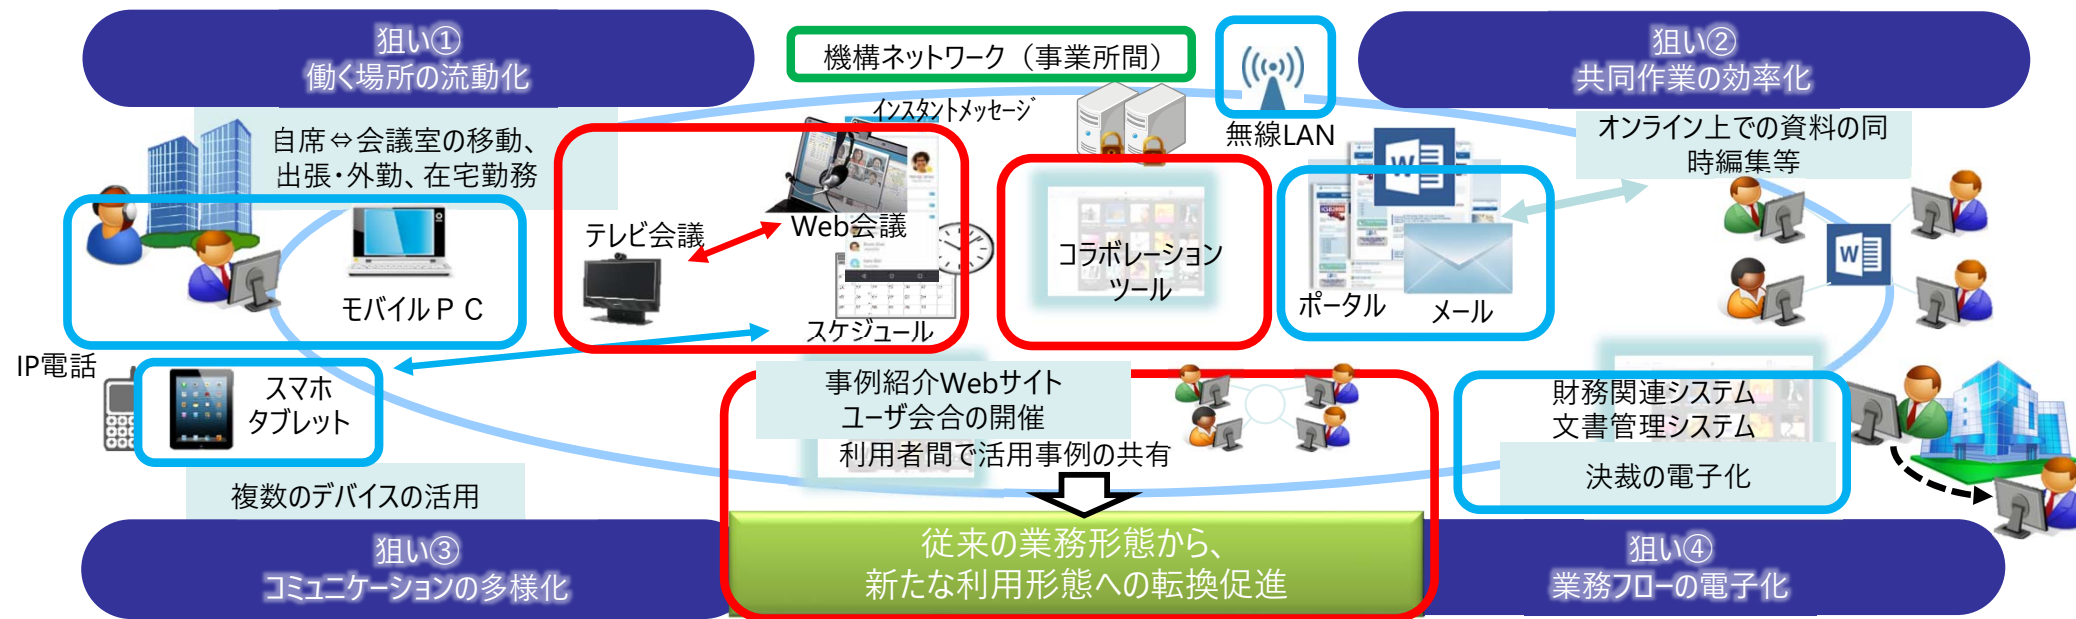 狙い①
働く場所の流動化
機構ネットワーク（事業所間）
無線LAN
狙い②
共同作業の効率化
自席⇔会議室の移動、
出張・外勤、在宅勤務
インスタントメッセージ
テレビ会議
Web会議
スケジュール
コラボレーション
ツール
W
ポータル
メール
オンライン上での資料の同
時編集等
W
モバイルＰＣ
IP電話
スマホ
タブレット
複数のデバイスの活用
事例紹介Webサイト
ユーザ会合の開催
利用者間で活用事例の共有
財務関連システム
文書管理システム
決裁の電子化
狙い③
コミュニケーションの多様化
従来の業務形態から、
新たな利用形態への転換促進
狙い④
業務フローの電子化